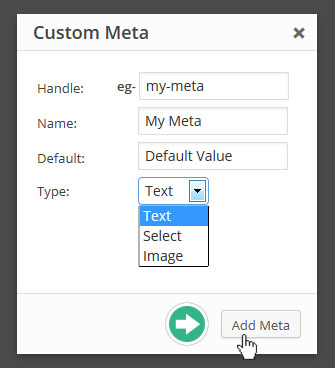 Custom Meta ×
Handle: eg- my-meta
Name: My Meta
Default: Default Value
Type: Text
Text
Select
Image
Add Meta